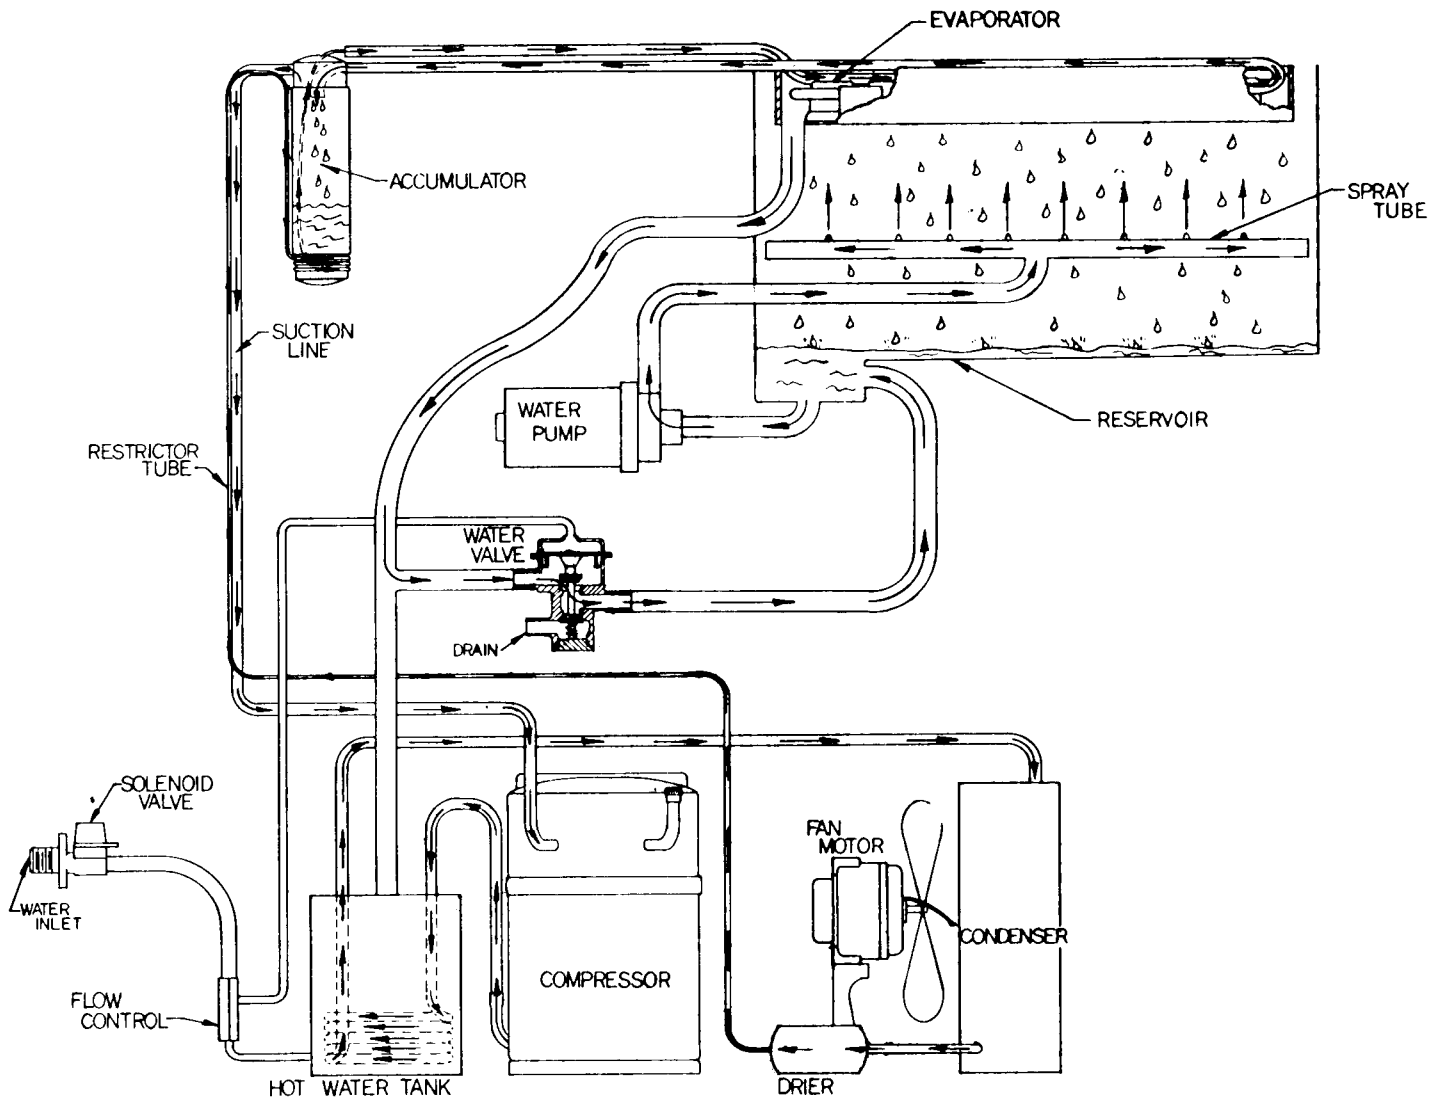 EVAPORATOR
ACCUMULATOR
SPRAY
TUBE
SUCTION
LINE
RESERVOIR
WATER
PUMP
RESTRICTOR
TUBE
WATER
VALVE
DRAIN
SOLENOID
VALVE
FAN
MOTOR
WATER
INLET
CONDENSER
COMPRESSOR
FLOW
CONTROL
HOT WATER TANK
DRIER